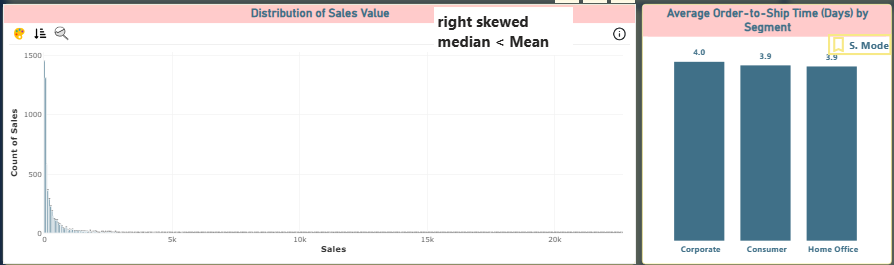 Distribution of Sales Value
right skewed
median < Mean
1500
1000
500
0
Count of Sales
0
5k
10k
15k
20k
Sales
Average Order-to-Ship Time (Days) by
Segment
S. Mode
4.0
3.9
3.9
Corporate
Consumer
Home Office